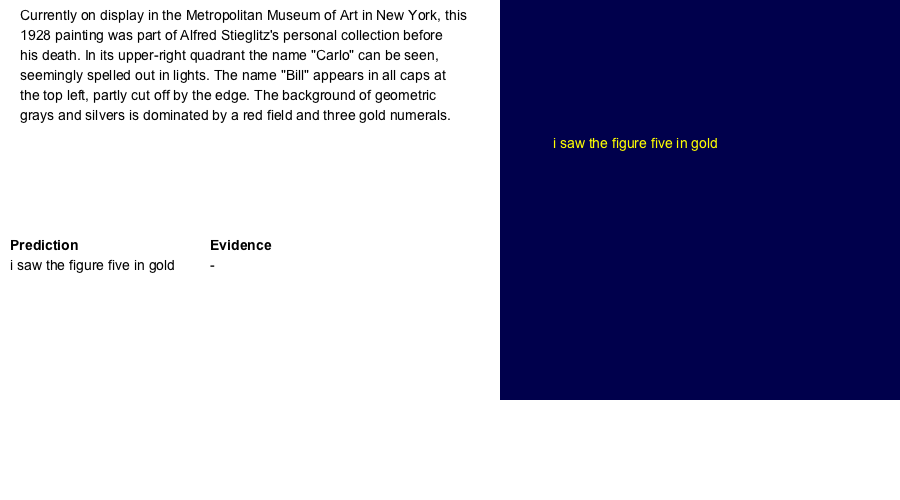 Currently on display in the Metropolitan Museum of Art in New York, this
1928 painting was part of Alfred Stieglitz's personal collection before
his death. In its upper-right quadrant the name "Carlo" can be seen,
seemingly spelled out in lights. The name "Bill" appears in all caps at
the top left, partly cut off by the edge. The background of geometric
grays and silvers is dominated by a red field and three gold numerals.
i saw the figure five in gold
Prediction Evidence
i saw the figure five in gold -